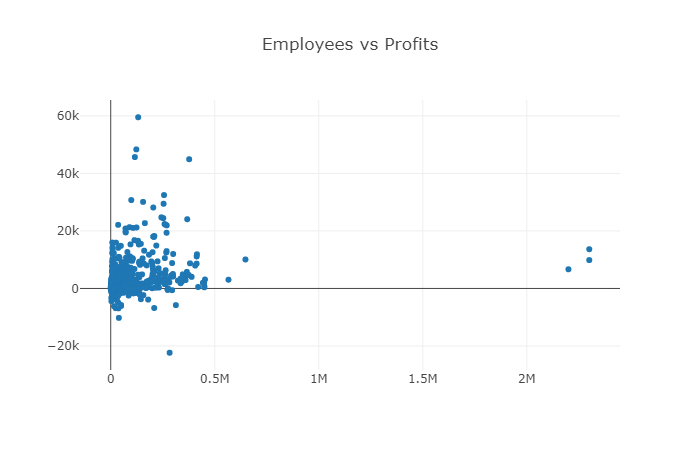 Employees vs Profits
60k
40k
20k
0
−20k
0
0.5M
1M
1.5M
2M